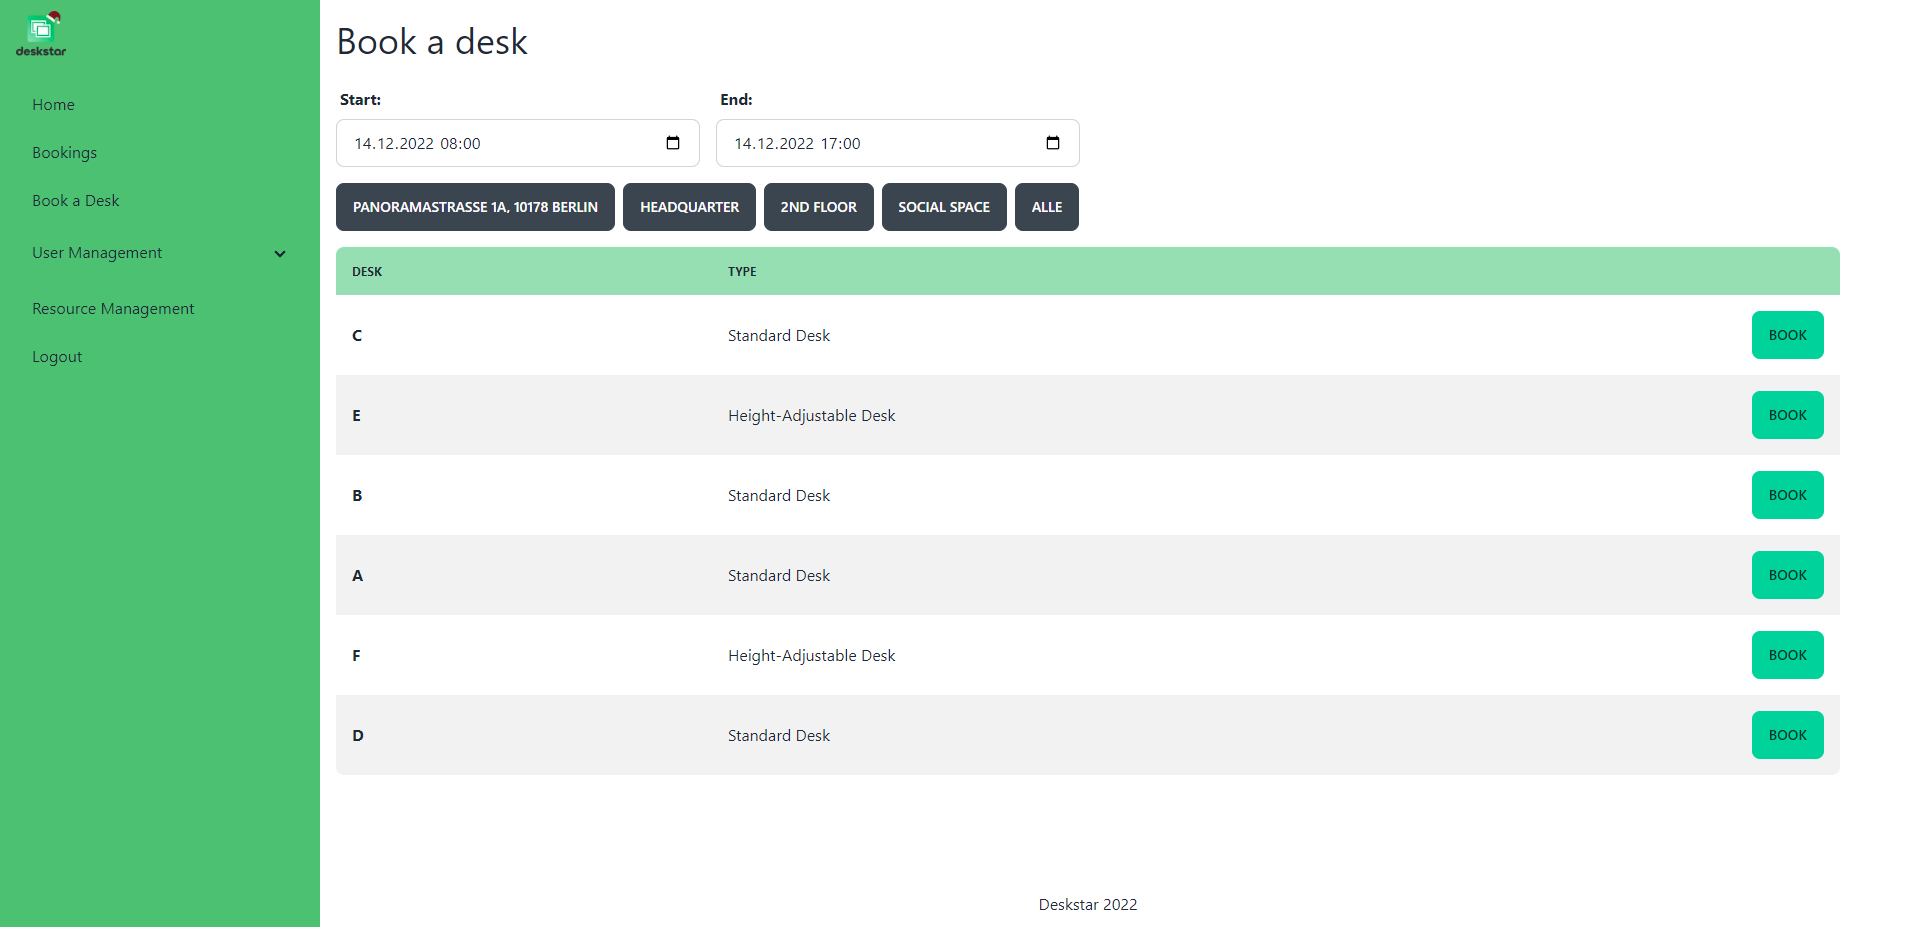 deskstar
Home
Bookings
Book a Desk
User Management
Resource Management
Logout
Book a desk
Start:
End:
14.12.2022 08:00
14.12.2022 17:00
PANORAMASTRASSE 1A, 10178 BERLIN
HEADQUARTER
2ND FLOOR
SOCIAL SPACE
ALLE
DESK TYPE
C Standard Desk BOOK
E Height-Adjustable Desk BOOK
B Standard Desk BOOK
A Standard Desk BOOK
F Height-Adjustable Desk BOOK
D Standard Desk BOOK
Deskstar 2022